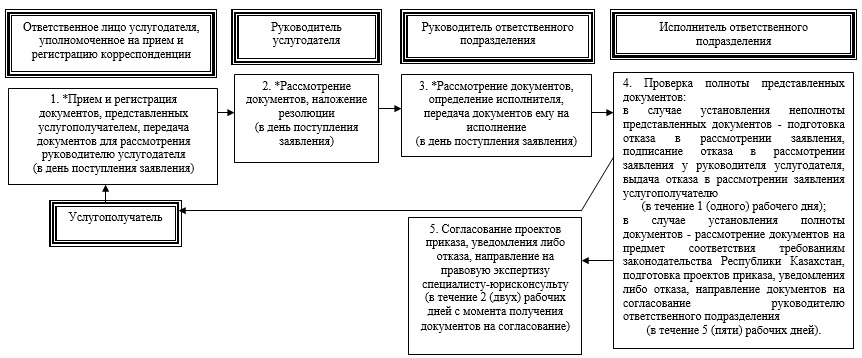 Ответственное лицо услугодателя,
уполномоченное на прием и
регистрацию корреспонденции
Руководитель
услугодателя
Руководитель ответственного
подразделения
Исполнитель ответственного
подразделения
1. *Прием и регистрация
документов, представленных
услугополучателем, передача
документов для рассмотрения
руководителю услугодателя
(в день поступления заявления)
2. *Рассмотрение
документов, наложение
резолюции
(в день поступления
заявления)
3. *Рассмотрение документов,
определение исполнителя,
передача документов ему на
исполнение
(в день поступления заявления)
4. Проверка полноты представленных
документов:
в случае установления неполноты
представленных документов - подготовка
отказа в рассмотрении заявления,
подписание отказа в рассмотрении
заявления у руководителя услугодателя,
выдача отказа в рассмотрении заявления
услугополучателю
(в течение 1 (одного) рабочего дня);
в случае установления полноты
документов - рассмотрение документов на
предмет соответствия требованиям
законодательства Республики Казахстан,
подготовка проектов приказа, уведомления
либо отказа, направление документов на
согласование руководителю
ответственного подразделения
(в течение 5 (пяти) рабочих дней).
Услугополучатель
5. Согласование проектов
приказа, уведомления либо
отказа, направление на
правовую экспертизу
специалисту-юрисконсульту
(в течение 2 (двух) рабочих
дней с момента получения
документов на согласование)